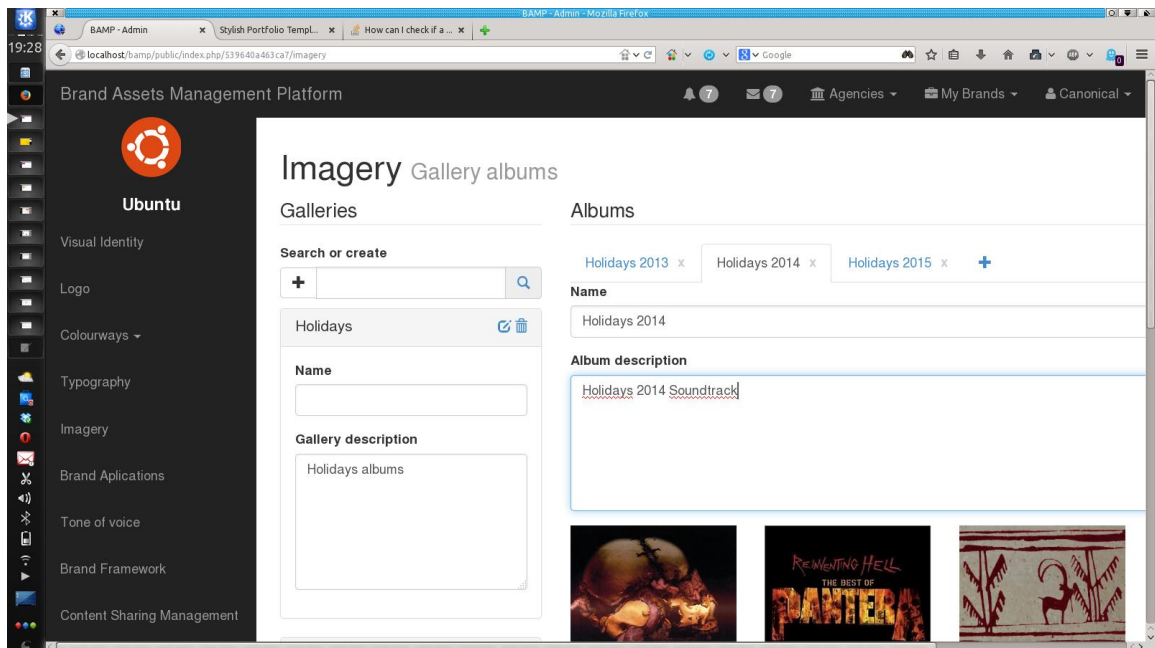 BAMP - Admin - Mozilla Firefox
BAMP - Admin x Stylish Portfolio Templ... x How can I check if a ... x
19:28
localhost/bamp/public/index.php/539640a463ca7/imagery
Google
Brand Assets Management Platform
7 7 Agencies My Brands Canonical
Ubuntu
Visual Identity
Logo
Colourways
Typography
Imagery
Brand Aplications
Tone of voice
Brand Framework
Content Sharing Management
Imagery Gallery albums
Galleries
Search or create
Holidays
Name
Gallery description
Holidays albums
Albums
Holidays 2013 x Holidays 2014 x Holidays 2015 x
Name
Holidays 2014
Album description
Holidays 2014 Soundtrack
REINVENTING HELL
THE BEST OF
PANTERA